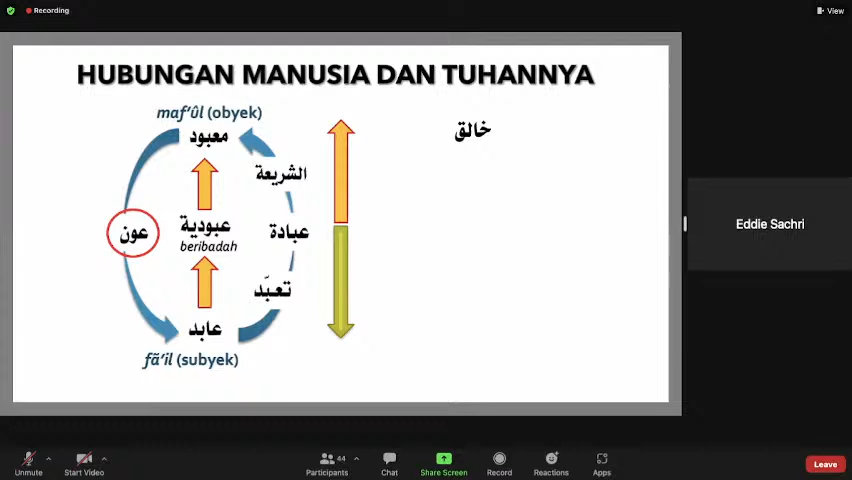 Recording
View
HUBUNGAN MANUSIA DAN TUHANNYA
maf'ûl (obyek)
معبود
خالق
الشريعة
عون
عبودية
beribadah
عبادة
تعبّد
عابد
fã'il (subyek)
Eddie Sachri
Unmute
Start Video
Participants
44
Chat
Share Screen
Record
Reactions
Apps
Leave